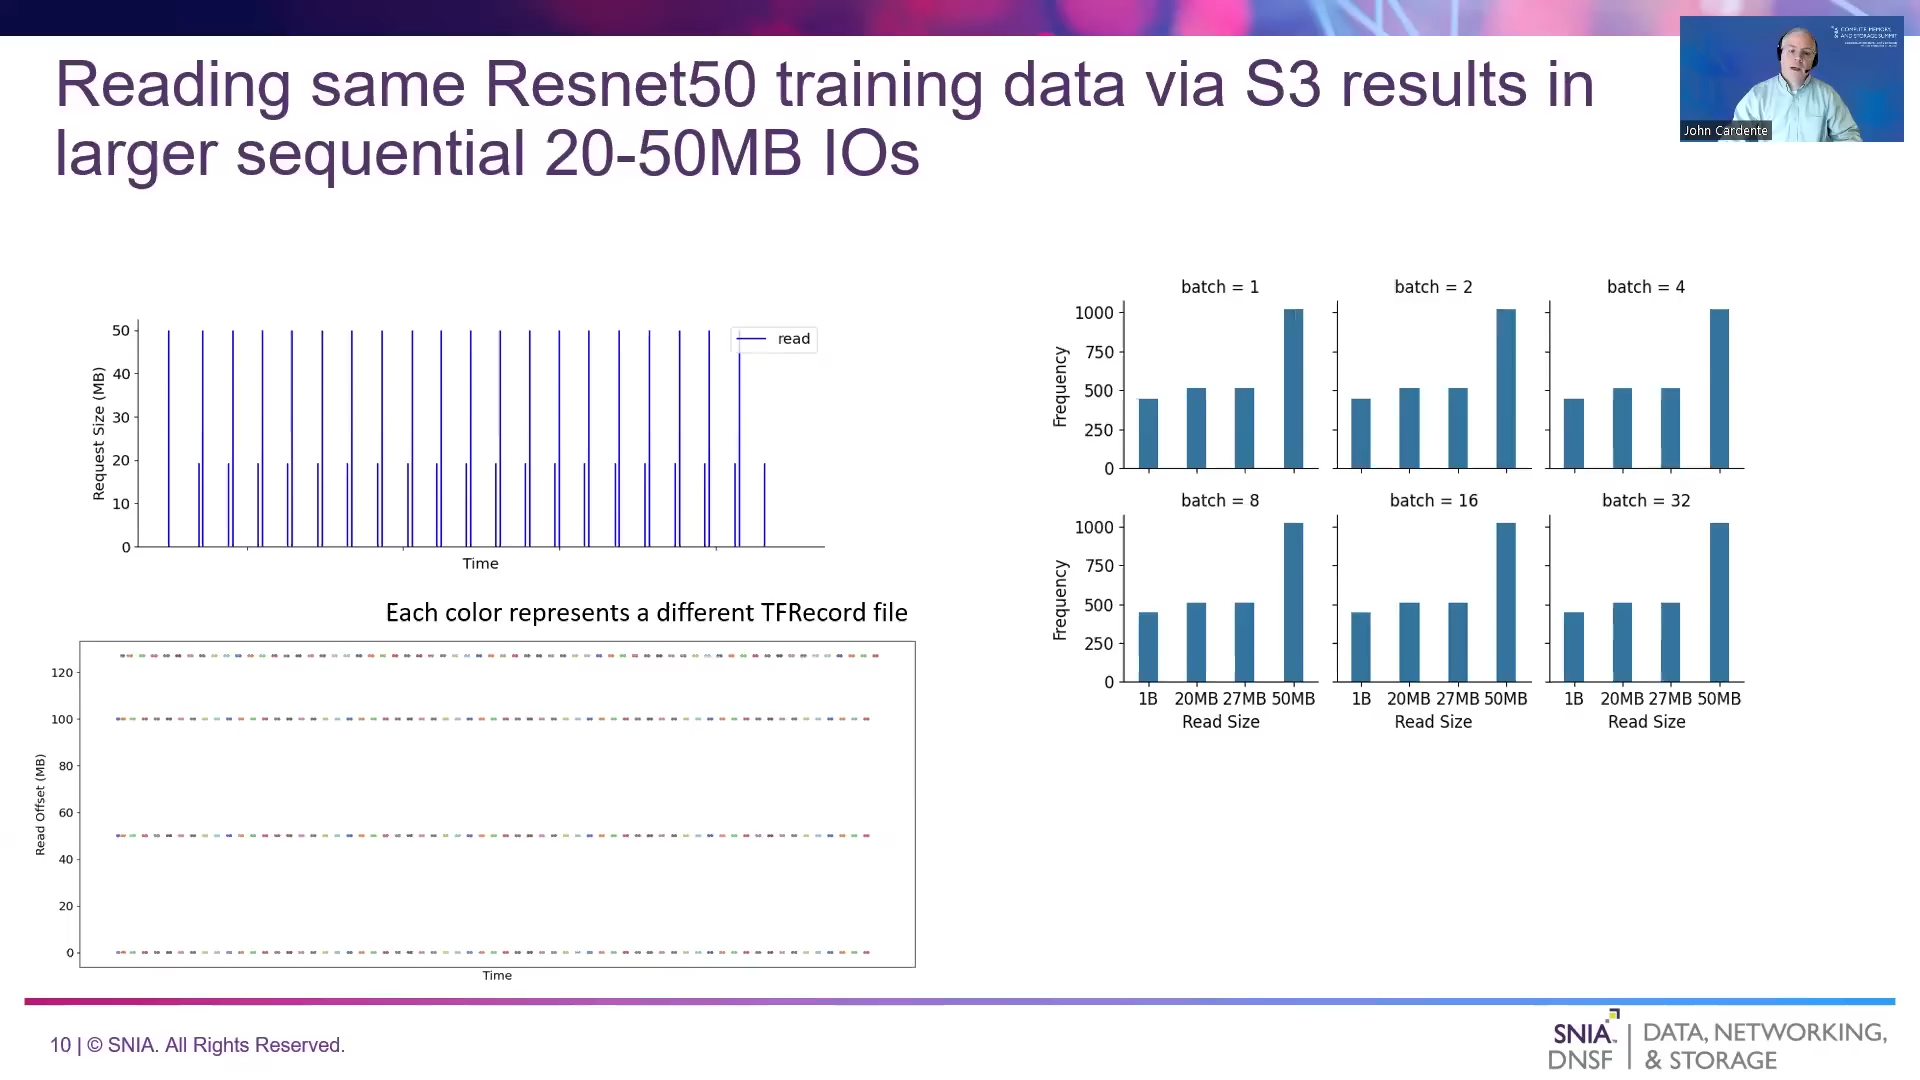 Reading same Resnet50 training data via S3 results in
larger sequential 20-50MB IOs
John Cardente
50
40
30
20
10
0
Request Size (MB)
read
Time
Each color represents a different TFRecord file
120
100
80
60
40
20
0
Read Offset (MB)
Time
batch = 1
batch = 2
batch = 4
1000
750
500
250
0
Frequency
batch = 8
batch = 16
batch = 32
1000
750
500
250
0
Frequency
1B 20MB 27MB 50MB
1B 20MB 27MB 50MB
1B 20MB 27MB 50MB
Read Size
Read Size
Read Size
10 | © SNIA. All Rights Reserved.
SNIA
DNSF
DATA, NETWORKING,
& STORAGE